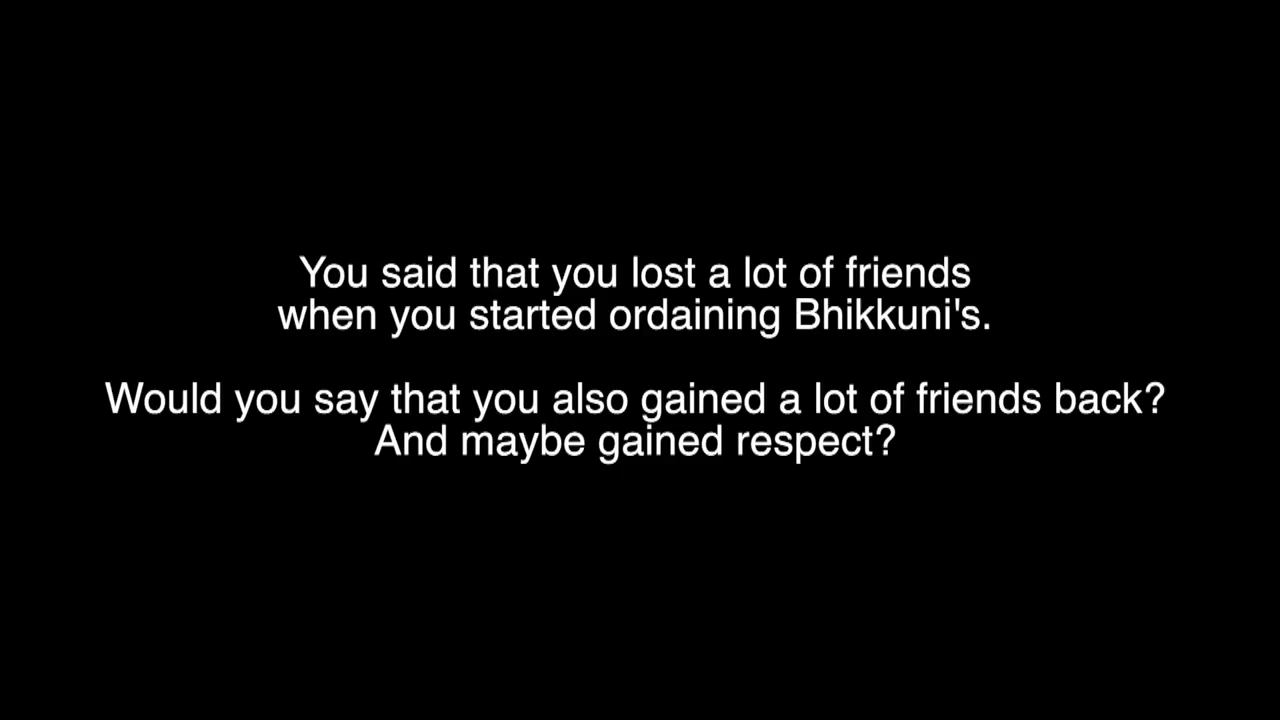 You said that you lost a lot of friends
when you started ordaining Bhikkuni's.
Would you say that you also gained a lot of friends back?
And maybe gained respect?